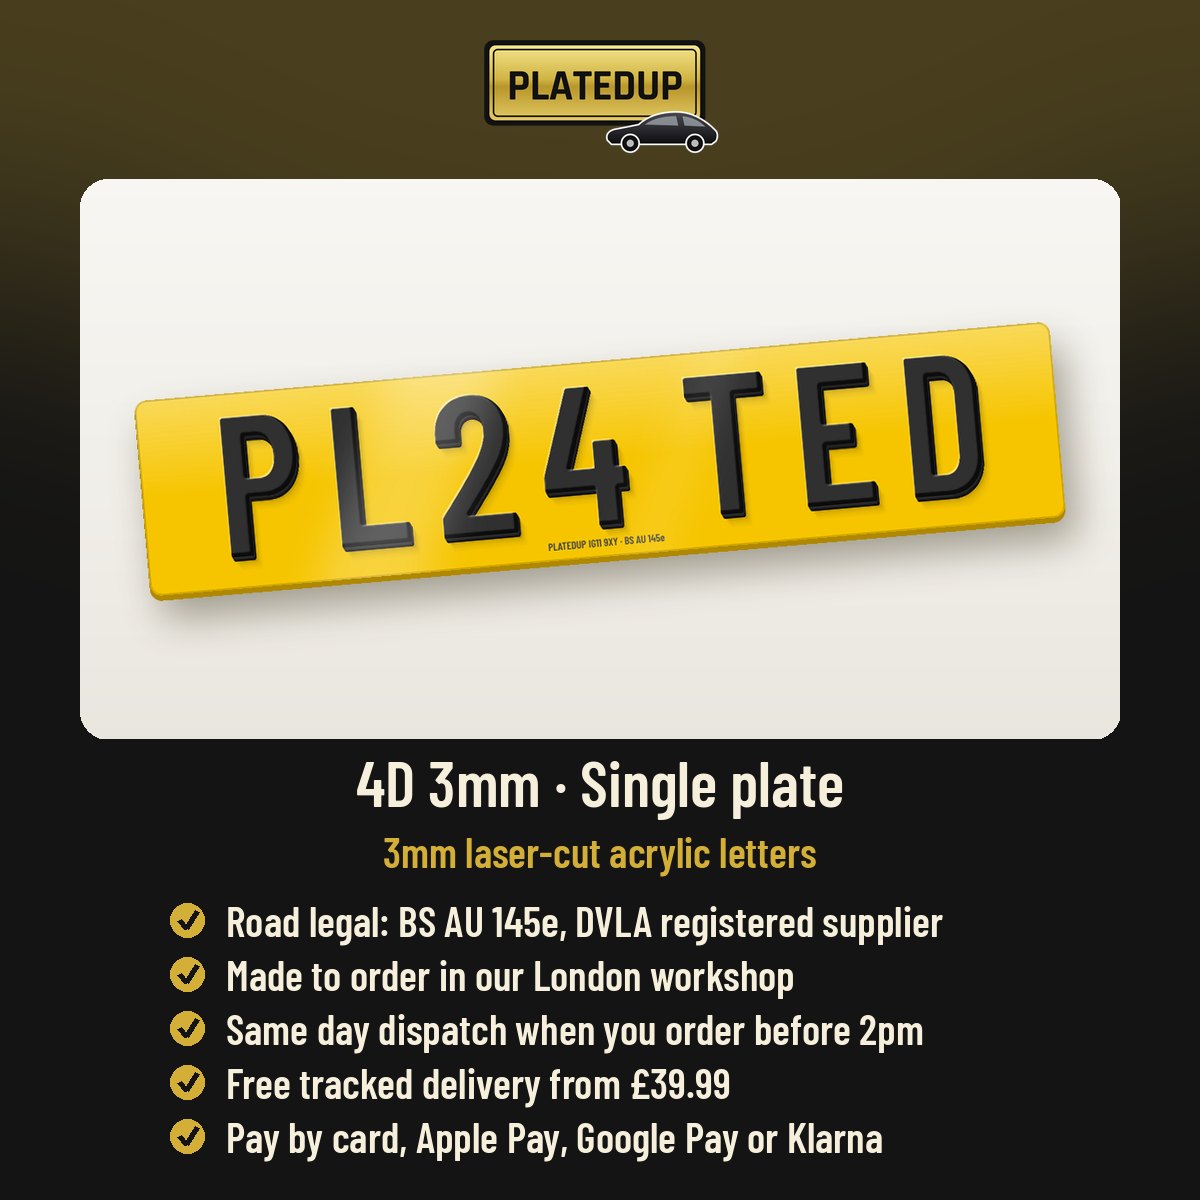 PLATEDUP
PL24 TED
PLATEDUP IG11 9XY · BS AU 145e
4D 3mm · Single plate
3mm laser-cut acrylic letters
Road legal: BS AU 145e, DVLA registered supplier
Made to order in our London workshop
Same day dispatch when you order before 2pm
Free tracked delivery from £39.99
Pay by card, Apple Pay, Google Pay or Klarna